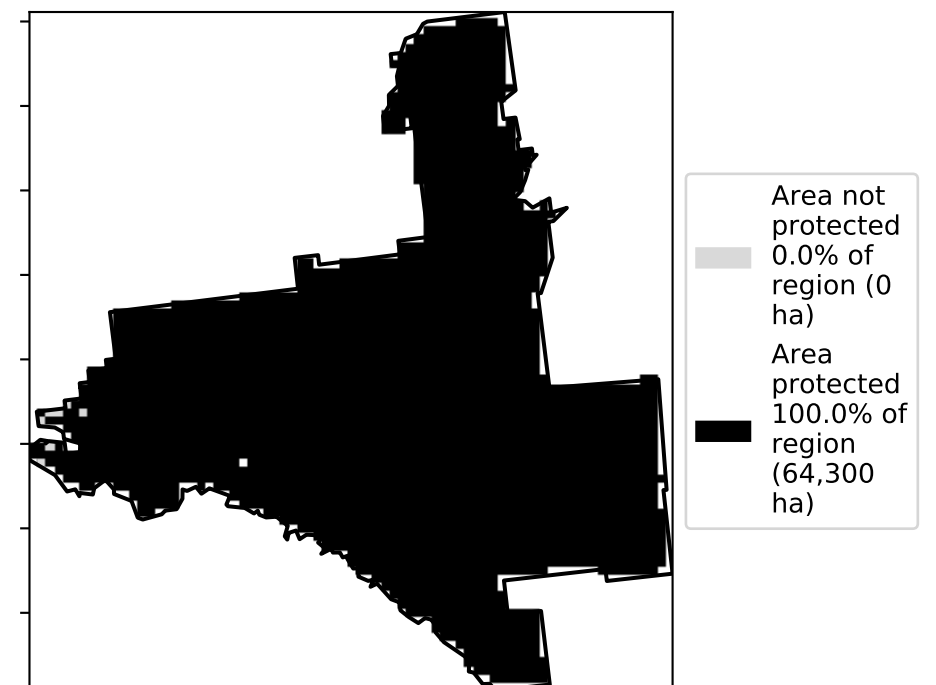 Area not
protected
0.0% of
region (0
ha)
Area
protected
100.0% of
region
(64,300
ha)